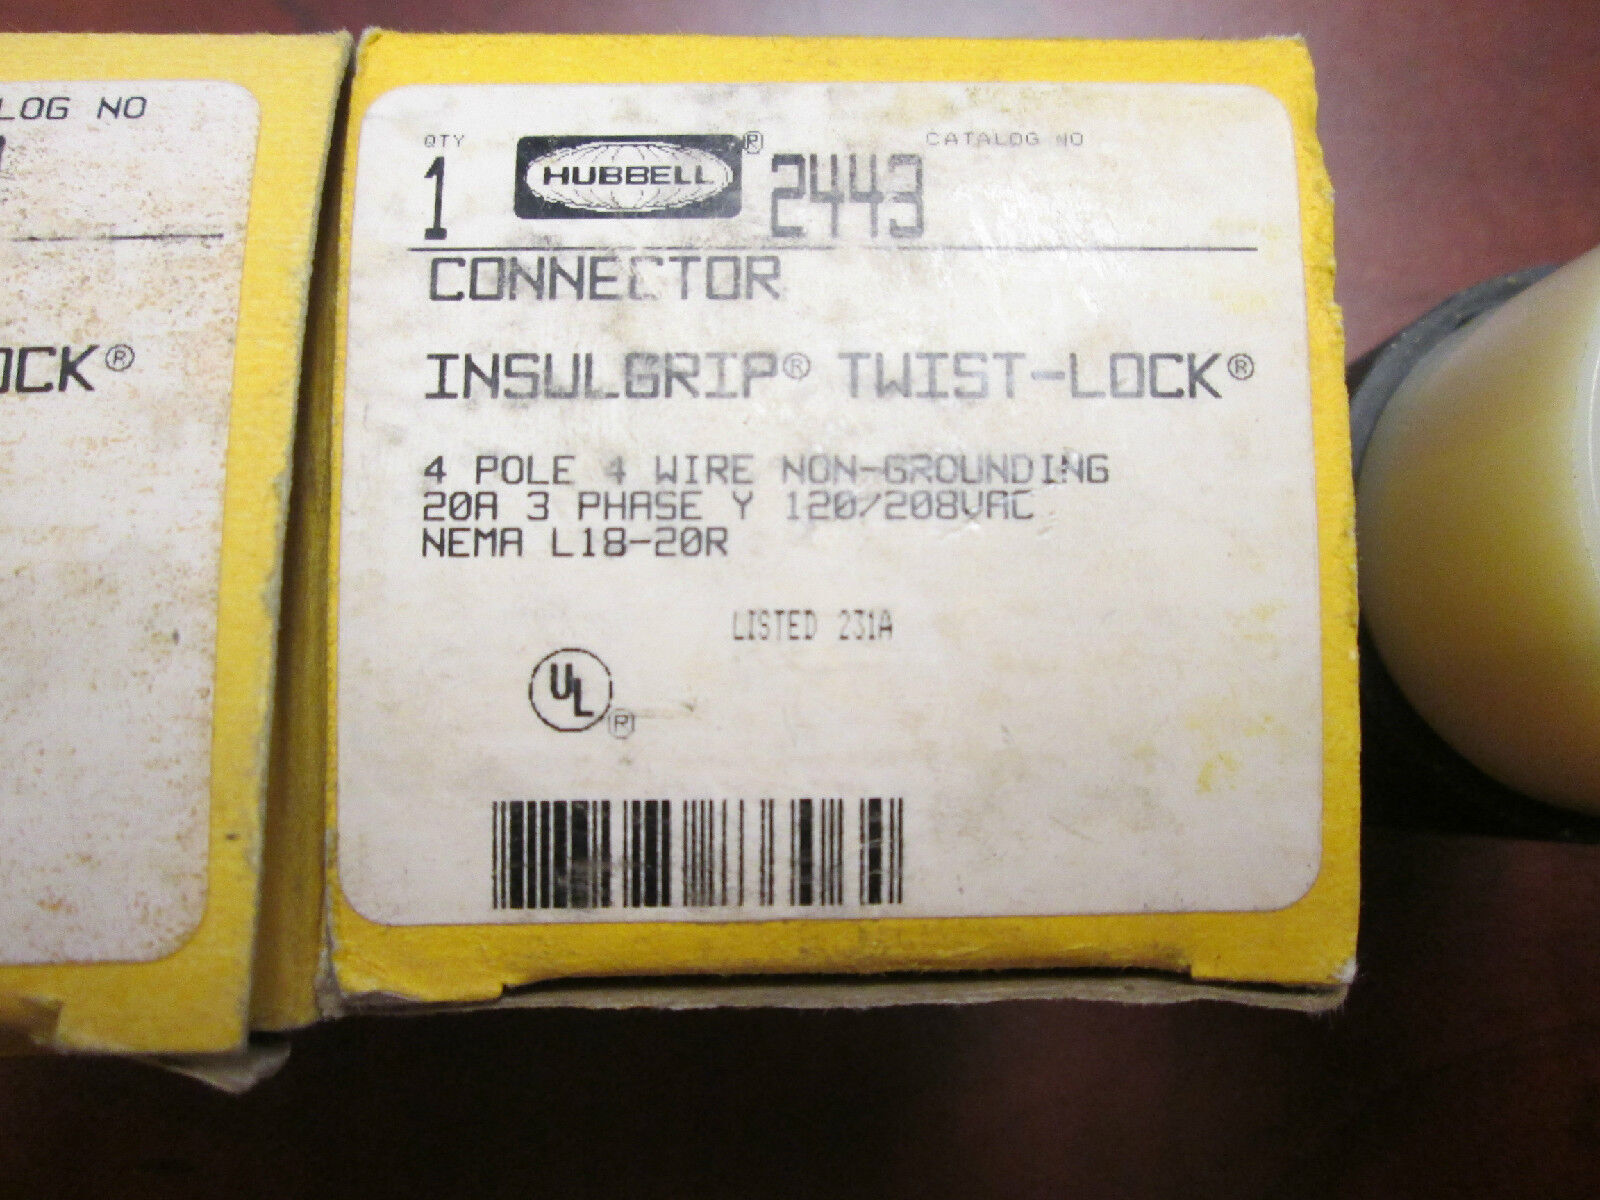 LOG NO
OCK®
QTY
1
HUBBELL®
CATALOG NO
2443
CONNECTOR
INSULGRIP® TWIST-LOCK®
4 POLE 4 WIRE NON-GROUNDING
20A 3 PHASE Y 120/208VAC
NEMA L18-20R
LISTED 231A
UL®